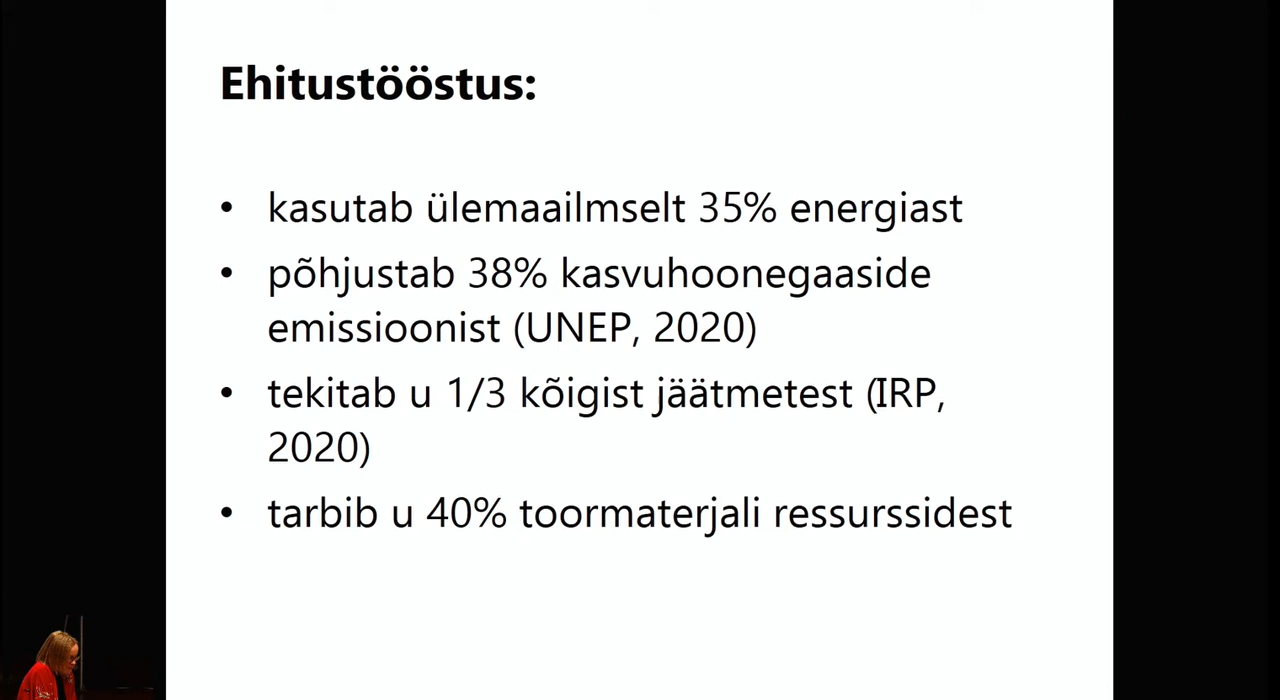 Ehitustööstus:
• kasutab ülemaailmselt 35% energiast
• põhjustab 38% kasvuhoonegaaside
emissioonist (UNEP, 2020)
• tekitab u 1/3 kõigist jäätmetest (IRP,
2020)
• tarbib u 40% toormaterjali ressurssidest